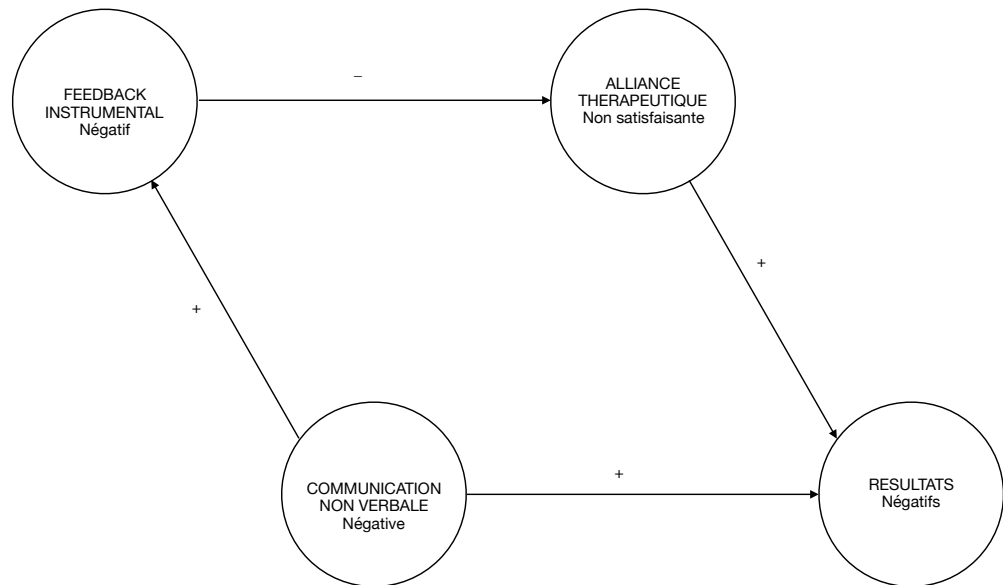 –
FEEDBACK
INSTRUMENTAL
Négatif
ALLIANCE
THERAPEUTIQUE
Non satisfaisante
+
+
COMMUNICATION
NON VERBALE
Négative
+
RESULTATS
Négatifs